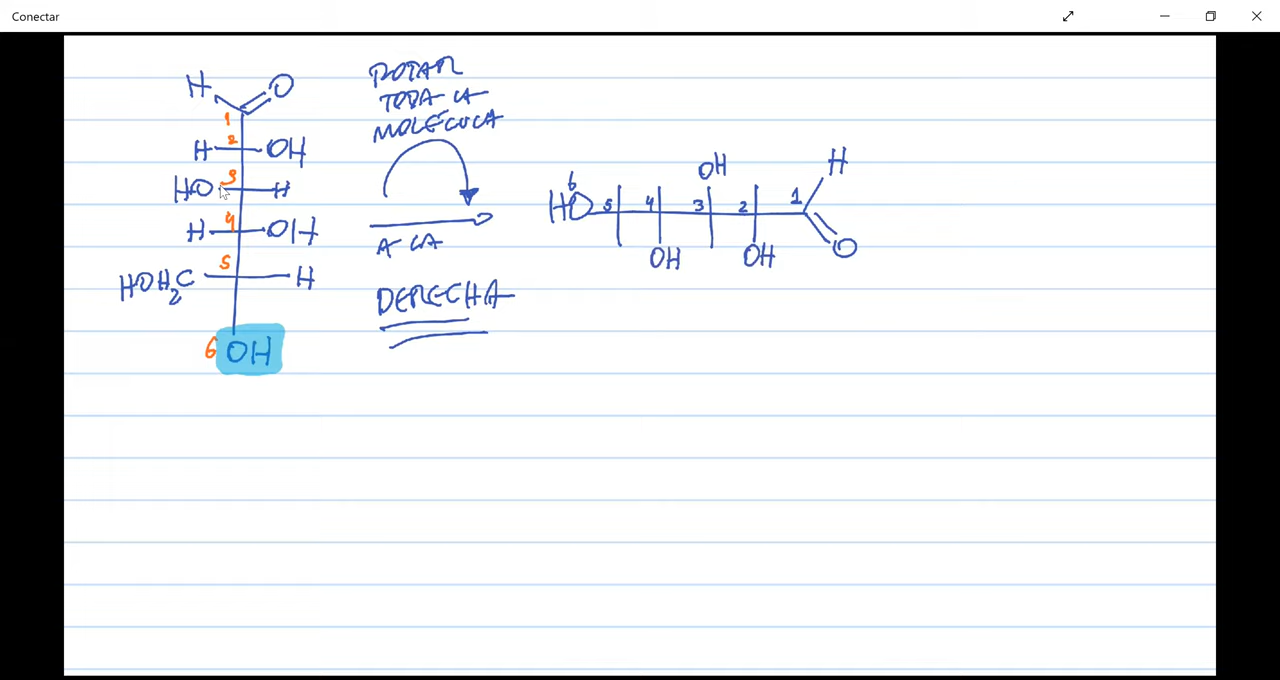 Conectar
H O
1
2
H OH
3
HO H
4
H OH
5
HOH₂C H
6 OH
ROTAR
TODA LA
MOLÉCULA
A LA
DERECHA
OH H
6
HO 5 4 3 2 1
OH OH O